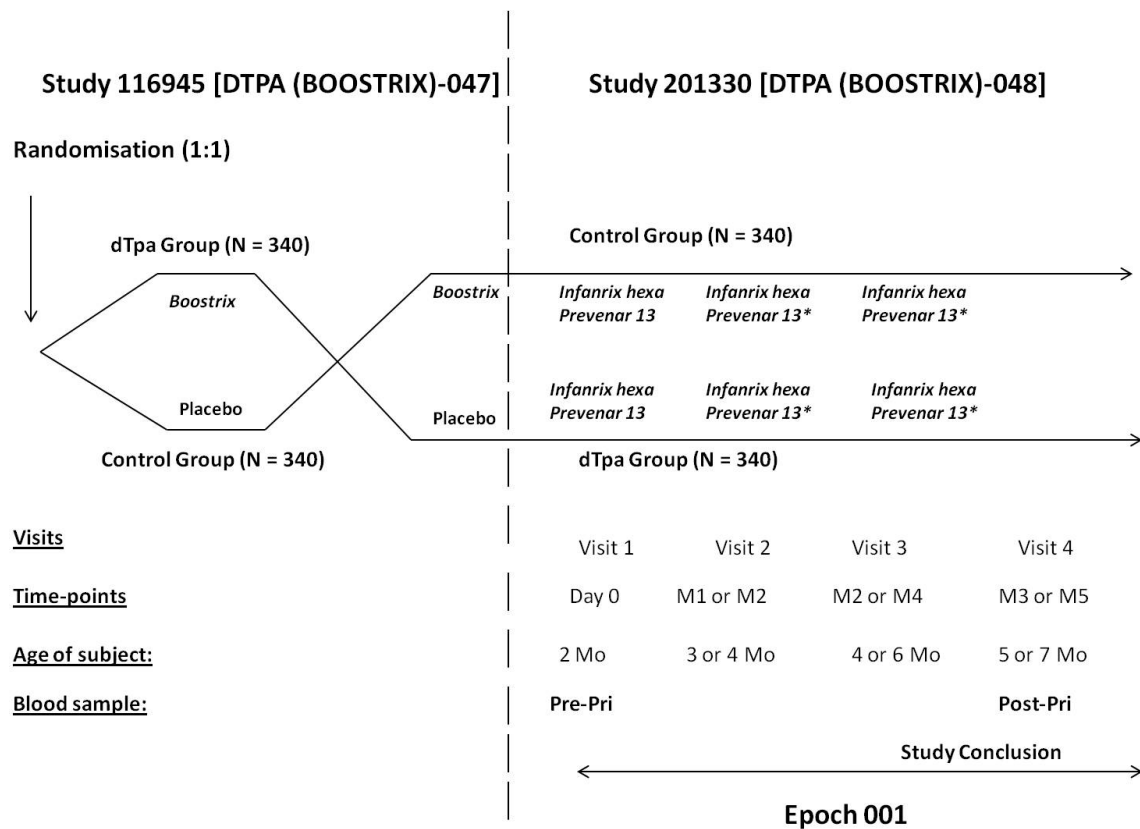 Study 116945 [DTPA (BOOSTRIX)-047]
Study 201330 [DTPA (BOOSTRIX)-048]
Randomisation (1:1)
dTpa Group (N = 340)
Control Group (N = 340)
Boostrix
Boostrix
Infanrix hexa
Prevenar 13
Infanrix hexa
Prevenar 13*
Infanrix hexa
Prevenar 13*
Placebo
Placebo
Infanrix hexa
Prevenar 13
Infanrix hexa
Prevenar 13*
Infanrix hexa
Prevenar 13*
Control Group (N = 340)
dTpa Group (N = 340)
Visits Visit 1 Visit 2 Visit 3 Visit 4
Time-points Day 0 M1 or M2 M2 or M4 M3 or M5
Age of subject: 2 Mo 3 or 4 Mo 4 or 6 Mo 5 or 7 Mo
Blood sample: Pre-Pri Post-Pri
Study Conclusion
Epoch 001